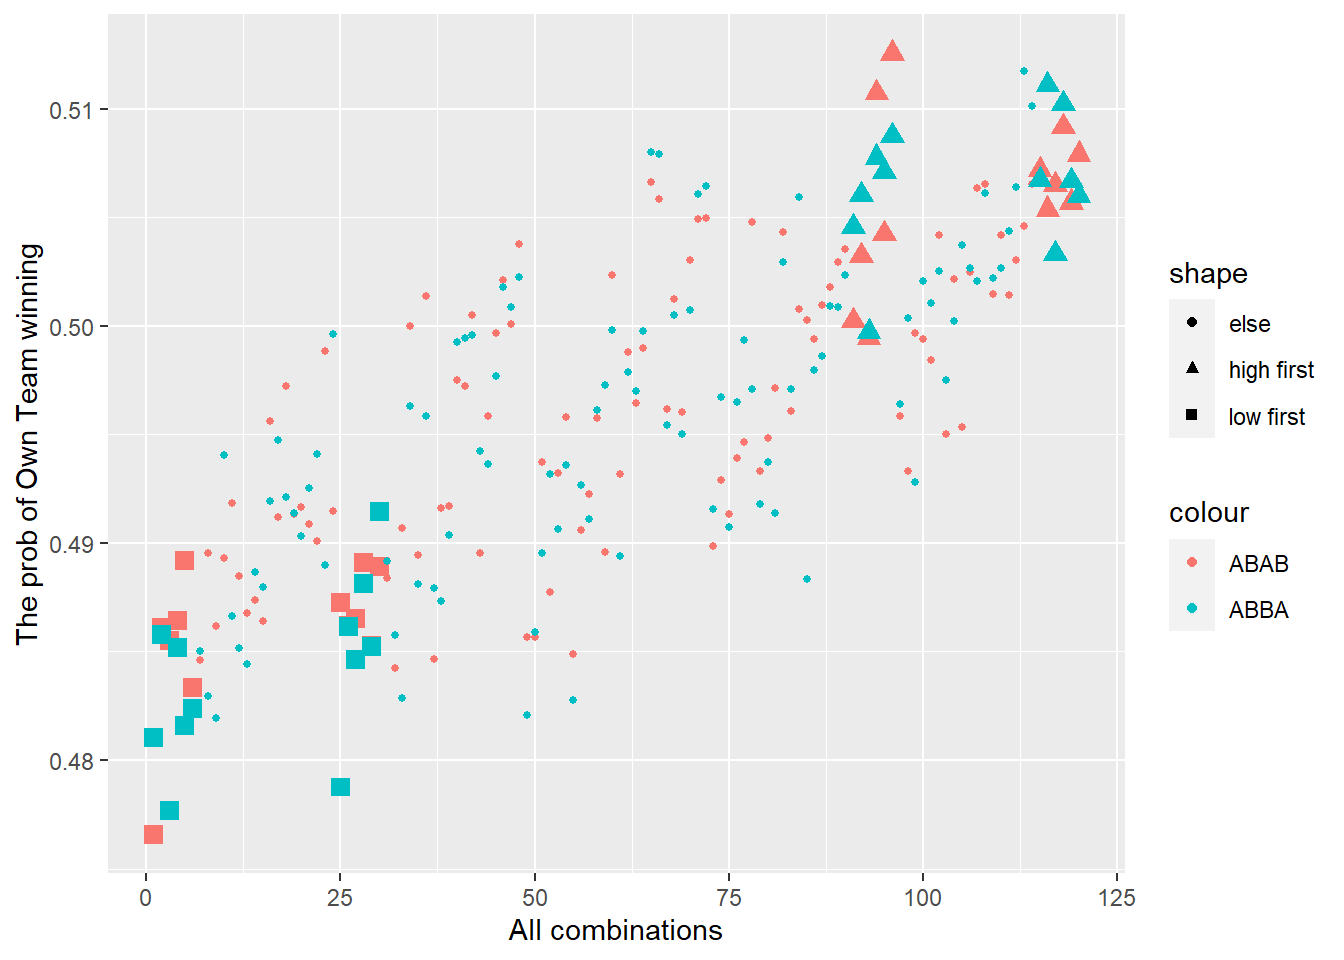 The prob of Own Team winning
0.51
0.50
0.49
0.48
0
25
50
75
100
125
All combinations
shape
else
high first
low first
colour
ABAB
ABBA